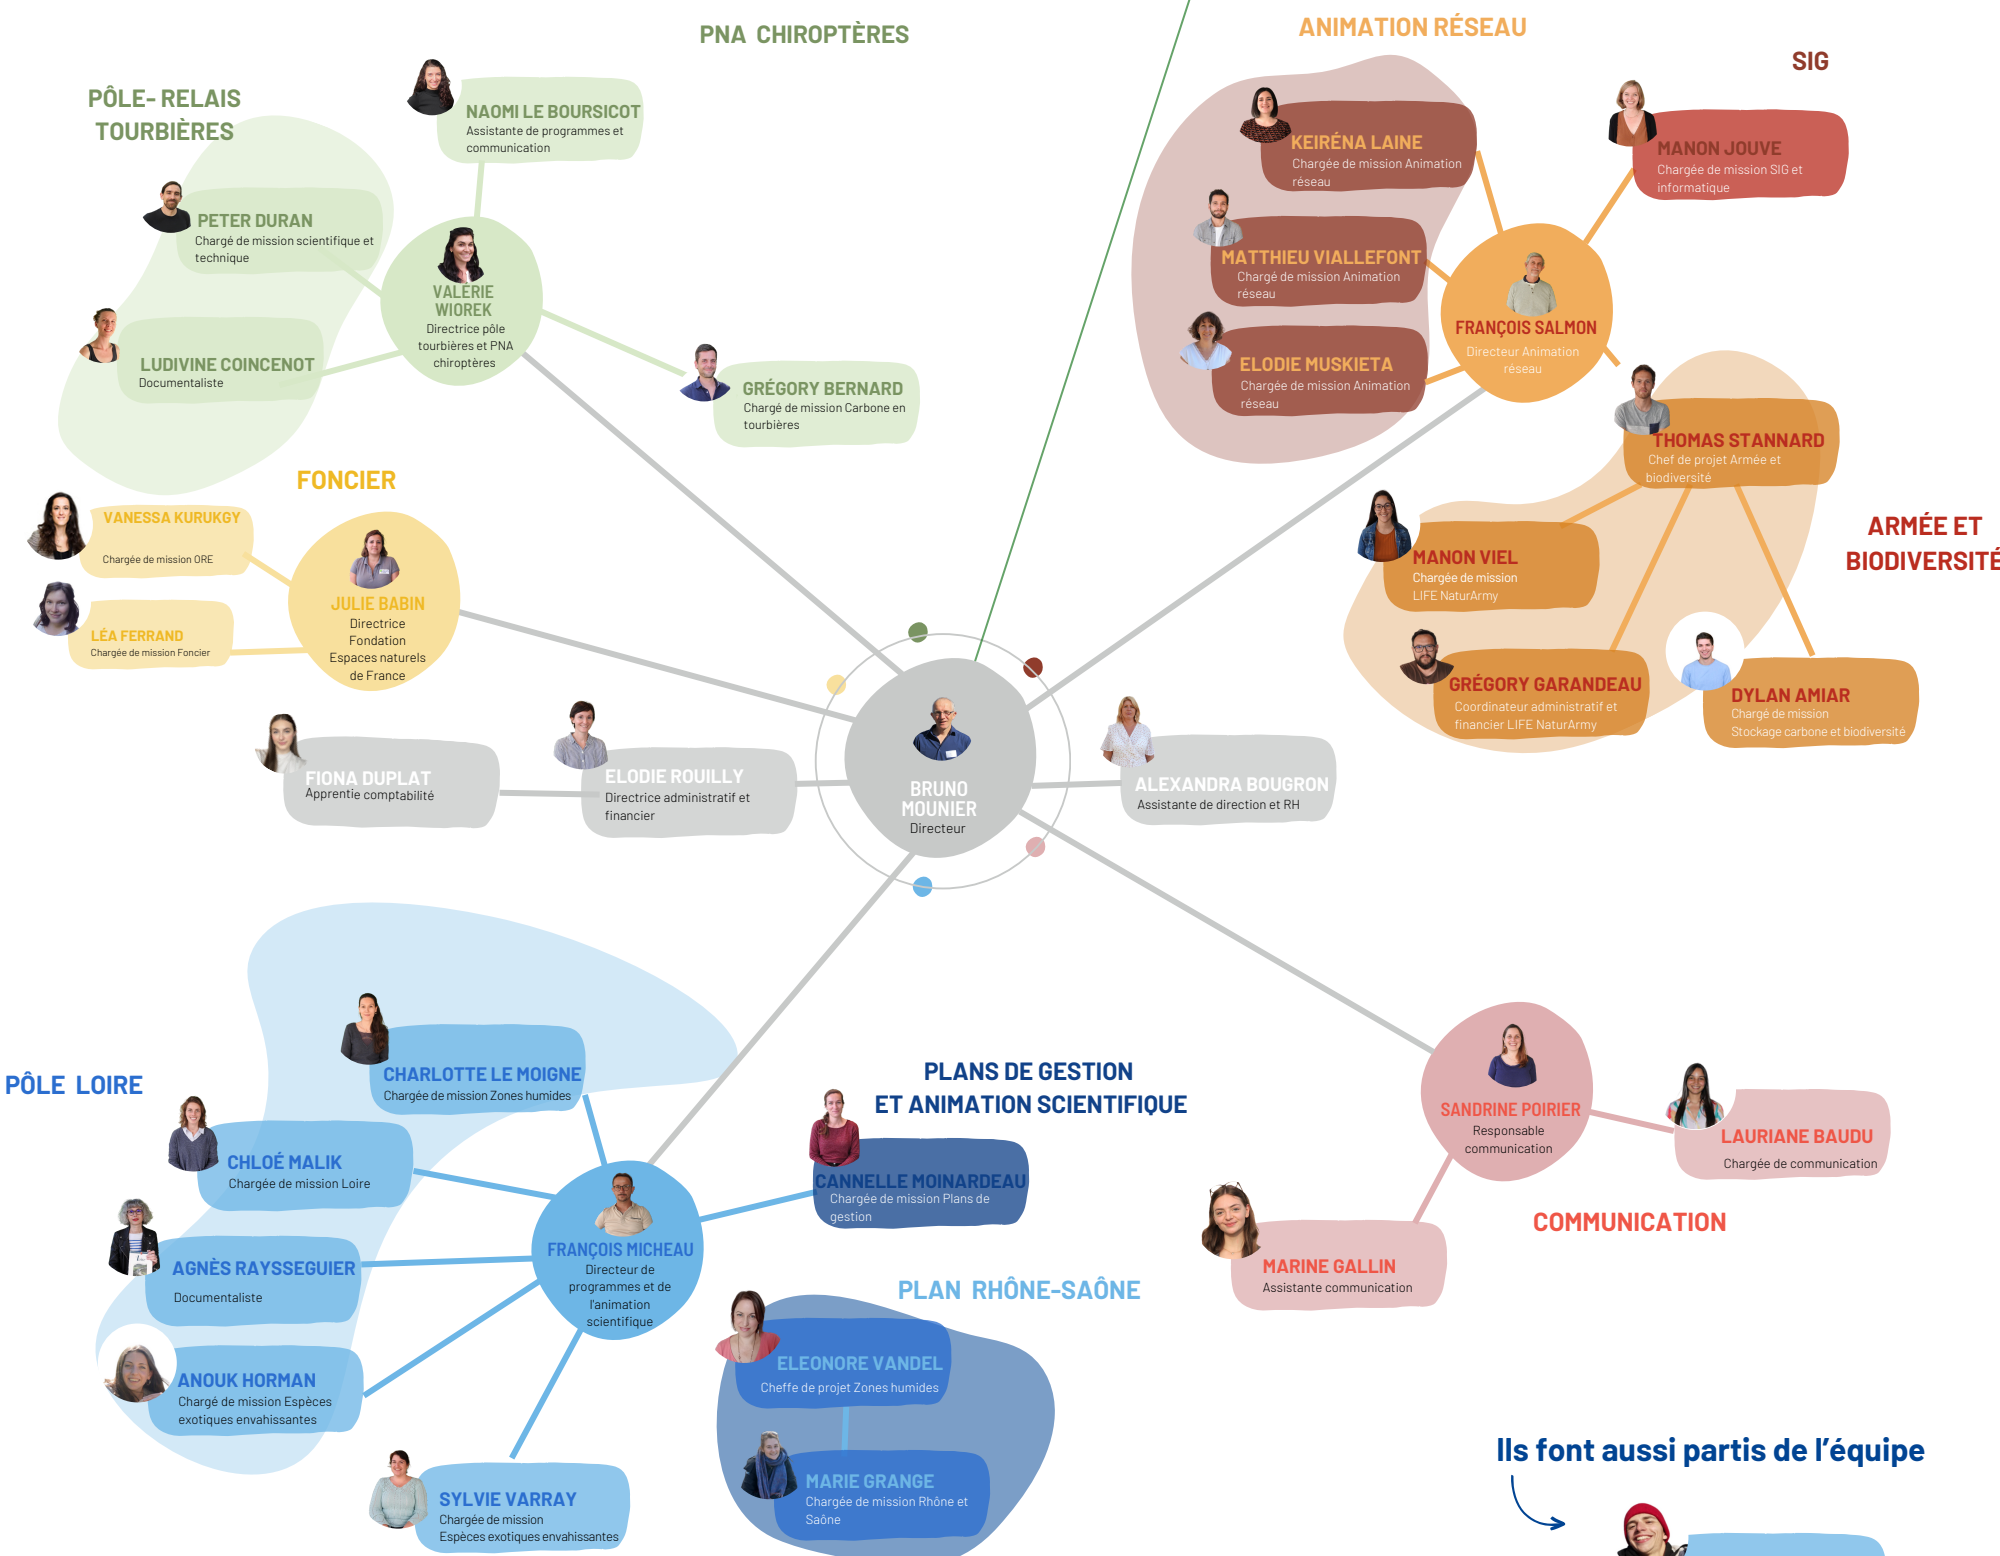 PNA CHIROPTÈRES
ANIMATION RÉSEAU
SIG
PÔLE- RELAIS
TOURBIÈRES
NAOMI LE BOURSICOT
Assistante de programmes et
communication
PETER DURAN
Chargé de mission scientifique et
technique
VALÉRIE
WIOREK
Directrice pôle
tourbières et PNA
chiroptères
LUDIVINE COINCENOT
Documentaliste
GRÉGORY BERNARD
Chargé de mission Carbone en
tourbières
KEIRÉNA LAINE
Chargée de mission Animation
réseau
MANON JOUVE
Chargée de mission SIG et
informatique
MATTHIEU VIALLEFONT
Chargé de mission Animation
réseau
FRANÇOIS SALMON
Directeur Animation
réseau
ELODIE MUSKIETA
Chargée de mission Animation
réseau
THOMAS STANNARD
Chef de projet Armée et
biodiversité
ARMÉE ET
BIODIVERSITÉ
MANON VIEL
Chargée de mission
LIFE NaturArmy
GRÉGORY GARANDEAU
Coordinateur administratif et
financier LIFE NaturArmy
DYLAN AMIAR
Chargé de mission
Stockage carbone et biodiversité
FONCIER
VANESSA KURUKGY
Chargée de mission ORE
LÉA FERRAND
Chargée de mission Foncier
JULIE BABIN
Directrice
Fondation
Espaces naturels
de France
FIONA DUPLAT
Apprentie comptabilité
ELODIE ROUILLY
Directrice administratif et
financier
BRUNO
MOUNIER
Directeur
ALEXANDRA BOUGRON
Assistante de direction et RH
PÔLE LOIRE
CHARLOTTE LE MOIGNE
Chargée de mission Zones humides
CHLOÉ MALIK
Chargée de mission Loire
AGNÈS RAYSSEGUIER
Documentaliste
ANOUK HORMAN
Chargé de mission Espèces
exotiques envahissantes
SYLVIE VARRAY
Chargée de mission
Espèces exotiques envahissantes
FRANÇOIS MICHEAU
Directeur de
programmes et de
l'animation
scientifique
PLANS DE GESTION
ET ANIMATION SCIENTIFIQUE
CANNELLE MOINARDEAU
Chargée de mission Plans de
gestion
PLAN RHÔNE-SAÔNE
ELEONORE VANDEL
Cheffe de projet Zones humides
MARIE GRANGE
Chargée de mission Rhône et
Saône
SANDRINE POIRIER
Responsable
communication
LAURIANE BAUDU
Chargée de communication
COMMUNICATION
MARINE GALLIN
Assistante communication
Ils font aussi partis de l'équipe